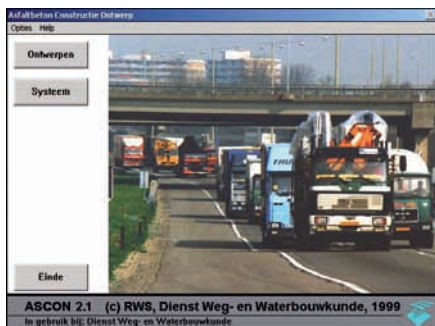 Asfaltbeton Constructie Ontwerp
Opties Help
Ontwerpen
Systeem
TRUC
Einde
ASCON 2.1 (c) RWS, Dienst Weg- en Waterbouwkunde, 1999
In gebruik bij: Dienst Weg- en Waterbouwkunde